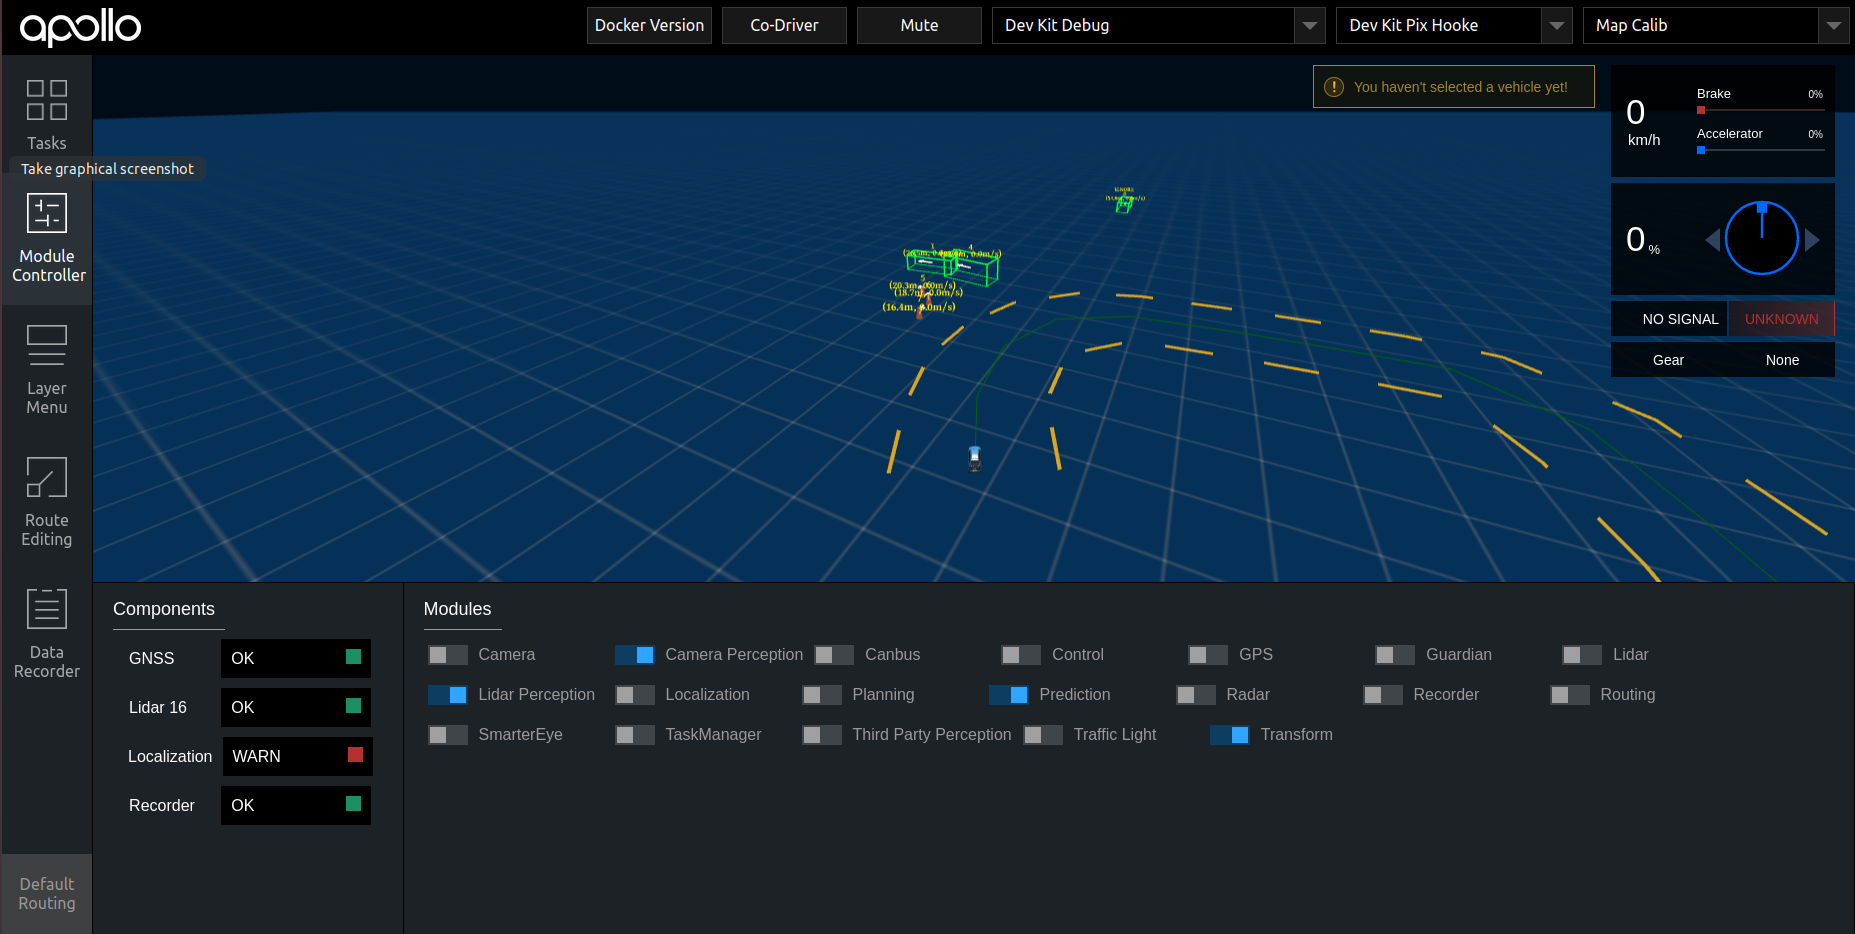 apollo
Docker Version
Co-Driver
Mute
Dev Kit Debug
Dev Kit Pix Hooke
Map Calib
Tasks
Take graphical screenshot
Module
Controller
Layer
Menu
Route
Editing
Data
Recorder
Default
Routing
You haven't selected a vehicle yet!
0
km/h
Brake
0%
Accelerator
0%
0 %
NO SIGNAL
UNKNOWN
Gear
None
1
4
5
(20.3m, 0.0m/s)
(18.7m, 0.0m/s)
Components
GNSS OK
Lidar 16 OK
Localization WARN
Recorder OK
Modules
Camera
Camera Perception
Canbus
Control
GPS
Guardian
Lidar
Lidar Perception
Localization
Planning
Prediction
Radar
Recorder
Routing
SmarterEye
TaskManager
Third Party Perception
Traffic Light
Transform